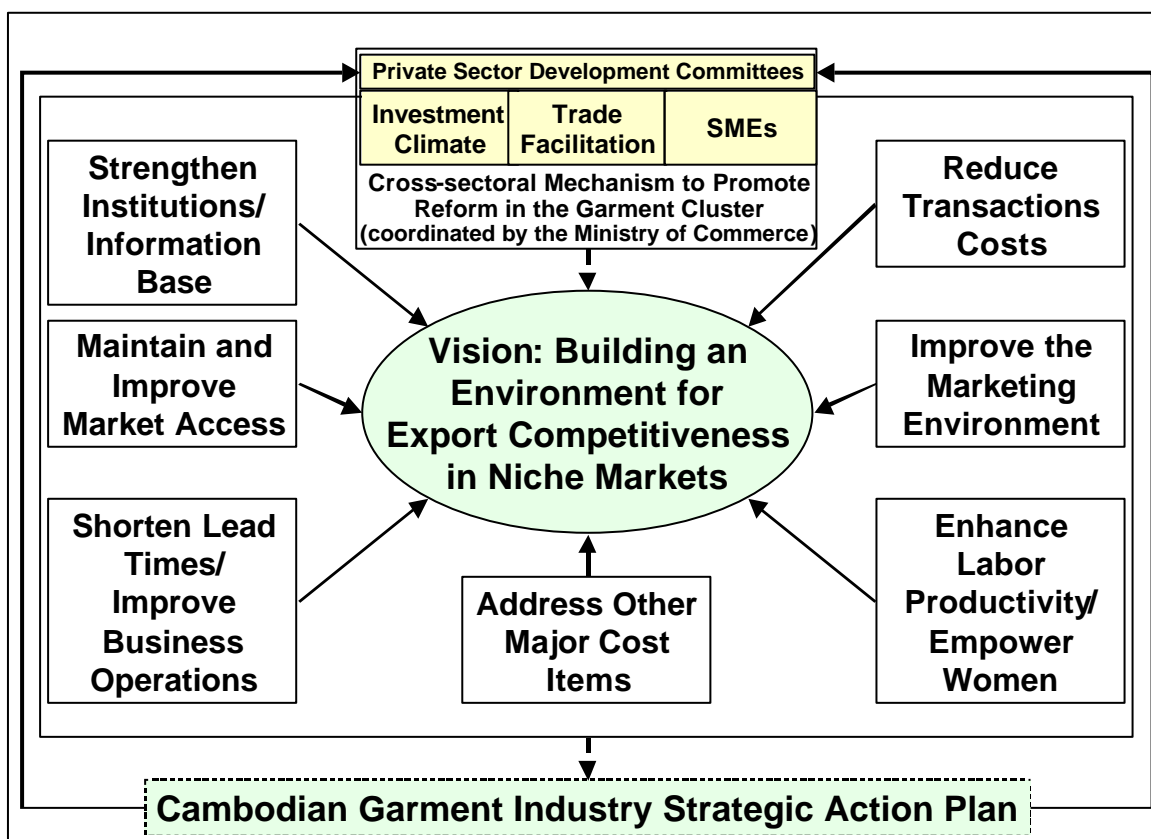 Private Sector Development Committees
Investment
Climate
Trade
Facilitation
SMEs
Cross-sectoral Mechanism to Promote
Reform in the Garment Cluster
(coordinated by the Ministry of Commerce)
Strengthen
Institutions/
Information
Base
Reduce
Transactions
Costs
Maintain and
Improve
Market Access
Vision: Building an
Environment for
Export Competitiveness
in Niche Markets
Improve the
Marketing
Environment
Shorten Lead
Times/
Improve
Business
Operations
Address Other
Major Cost
Items
Enhance
Labor
Productivity/
Empower
Women
Cambodian Garment Industry Strategic Action Plan